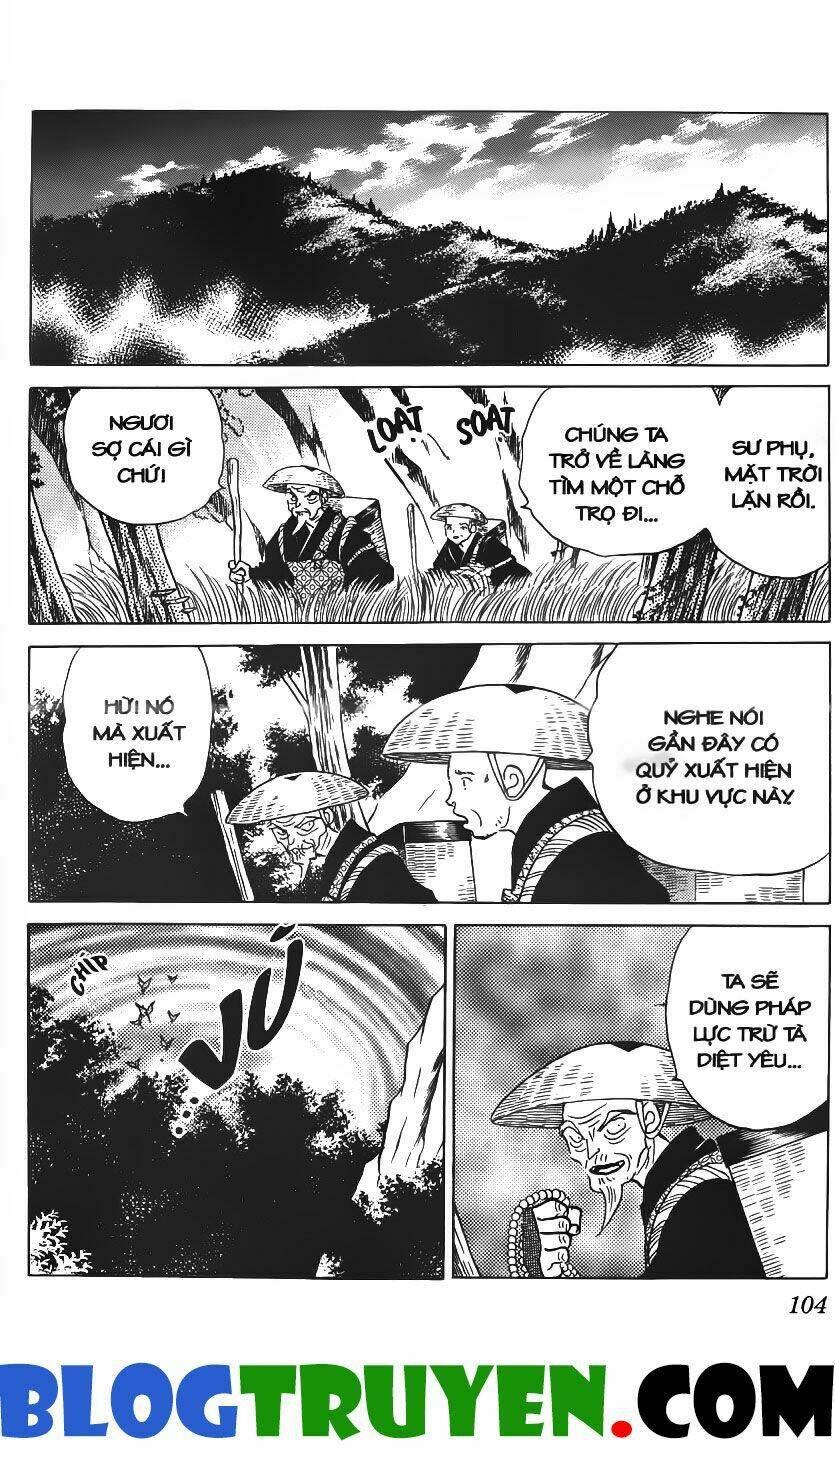 SƯ PHỤ,
MẶT TRỜI
LẶN RỒI.
CHÚNG TA
TRỞ VỀ LÀNG
TÌM MỘT CHỖ
TRỌ ĐI...
SOẠT
LOẠT
NGƯƠI
SỢ CÁI GÌ
CHỨ!
NGHE NÓI
GẦN ĐÂY CÓ
QUỶ XUẤT HIỆN
Ở KHU VỰC NÀY.
HỪ! NÓ
MÀ XUẤT
HIỆN...
TA SẼ
DÙNG PHÁP
LỰC TRỪ TÀ
DIỆT YÊU...
CHÍP
VÚ...
104
BLOGTRUYEN.COM